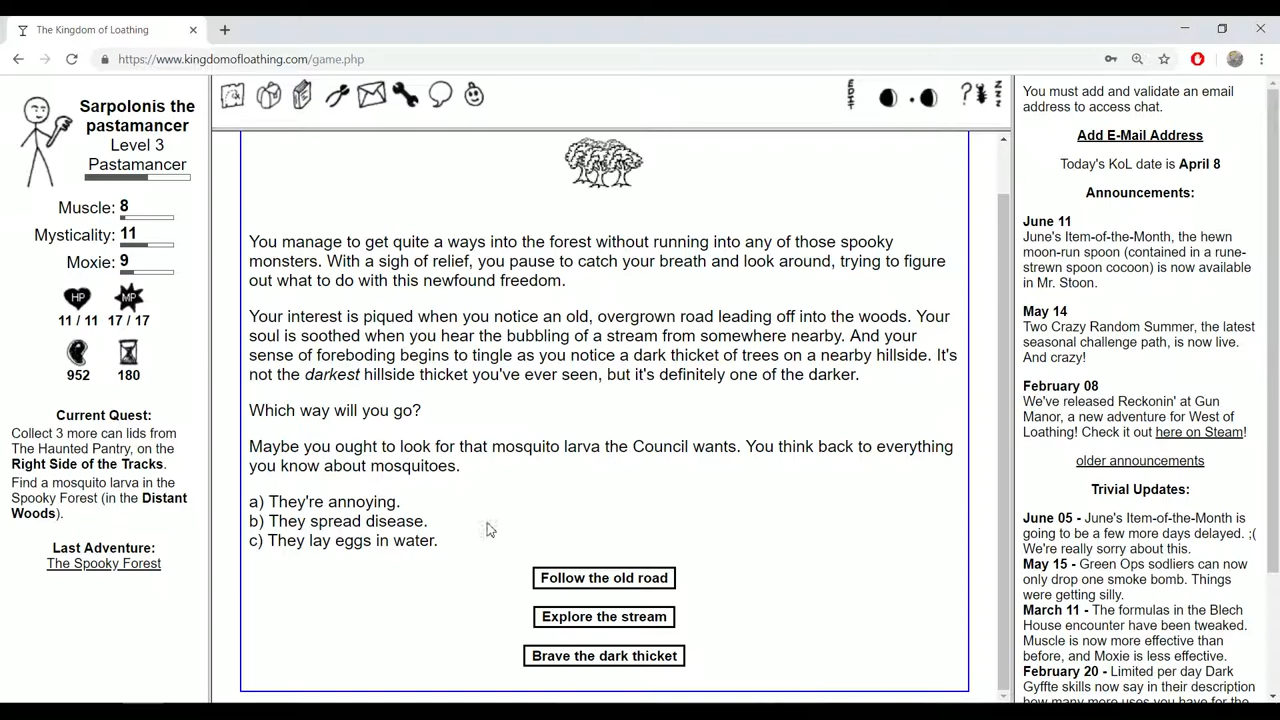 The Kingdom of Loathing
https://www.kingdomofloathing.com/game.php
Sarpolonis the
pastamancer
Level 3
Pastamancer
Muscle: 8
Mysticality: 11
Moxie: 9
HP
MP
11 / 11
17 / 17
952
180
Current Quest:
Collect 3 more can lids from
The Haunted Pantry, on the
Right Side of the Tracks.
Find a mosquito larva in the
Spooky Forest (in the Distant
Woods).
Last Adventure:
The Spooky Forest
EDIT
?
ZZZ
You manage to get quite a ways into the forest without running into any of those spooky
monsters. With a sigh of relief, you pause to catch your breath and look around, trying to figure
out what to do with this newfound freedom.
Your interest is piqued when you notice an old, overgrown road leading off into the woods. Your
soul is soothed when you hear the bubbling of a stream from somewhere nearby. And your
sense of foreboding begins to tingle as you notice a dark thicket of trees on a nearby hillside. It's
not the darkest hillside thicket you've ever seen, but it's definitely one of the darker.
Which way will you go?
Maybe you ought to look for that mosquito larva the Council wants. You think back to everything
you know about mosquitoes.
a) They're annoying.
b) They spread disease.
c) They lay eggs in water.
Follow the old road
Explore the stream
Brave the dark thicket
You must add and validate an email
address to access chat.
Add E-Mail Address
Today's KoL date is April 8
Announcements:
June 11
June's Item-of-the-Month, the hewn
moon-run spoon (contained in a rune-
strewn spoon cocoon) is now available
in Mr. Stoon.
May 14
Two Crazy Random Summer, the latest
seasonal challenge path, is now live.
And crazy!
February 08
We've released Reckonin' at Gun
Manor, a new adventure for West of
Loathing! Check it out here on Steam!
older announcements
Trivial Updates:
June 05 - June's Item-of-the-Month is
going to be a few more days delayed. ;(
We're really sorry about this.
May 15 - Green Ops sodliers can now
only drop one smoke bomb. Things
were getting silly.
March 11 - The formulas in the Blech
House encounter have been tweaked.
Muscle is now more effective than
before, and Moxie is less effective.
February 20 - Limited per day Dark
Gyffte skills now say in their description
how many more uses you have for the